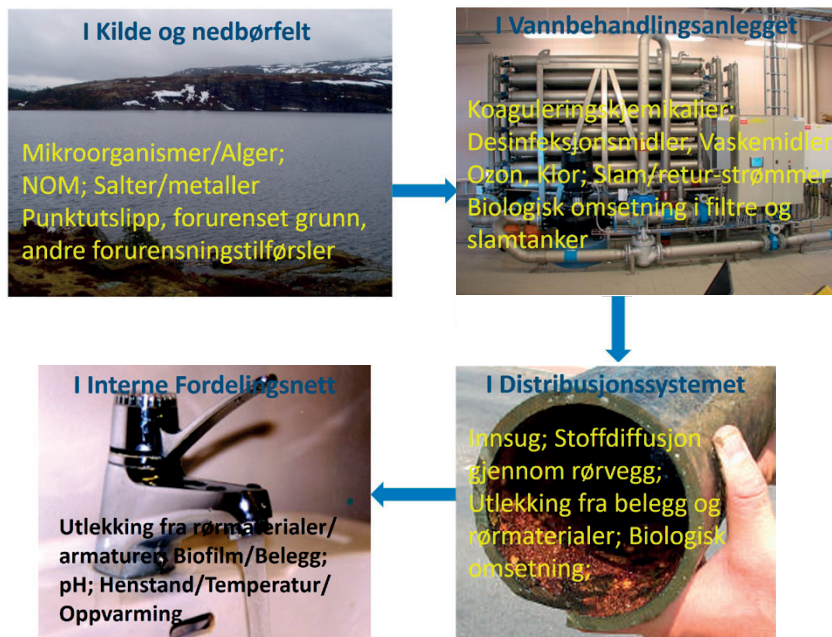 I Kilde og nedbørfelt
Mikroorganismer/Alger;
NOM; Salter/metaller
Punktutslipp, forurenset grunn,
andre forurensningstilførsler
I Vannbehandlingsanlegget
Koaguleringskjemikalier;
Desinfeksjonsmidler, Vaskemidler
Ozon, Klor; Slam/retur-strømmer
Biologisk omsetning i filtre og
slamtanker
I Distribusjonssystemet
Innsug; Stoffdiffusjon
gjennom rørvegg;
Utlekking fra belegg og
rørmaterialer; Biologisk
omsetning;
I Interne Fordelingsnett
Utlekking fra rørmaterialer/
armaturer; Biofilm/Belegg;
pH; Henstand/Temperatur/
Oppvarming